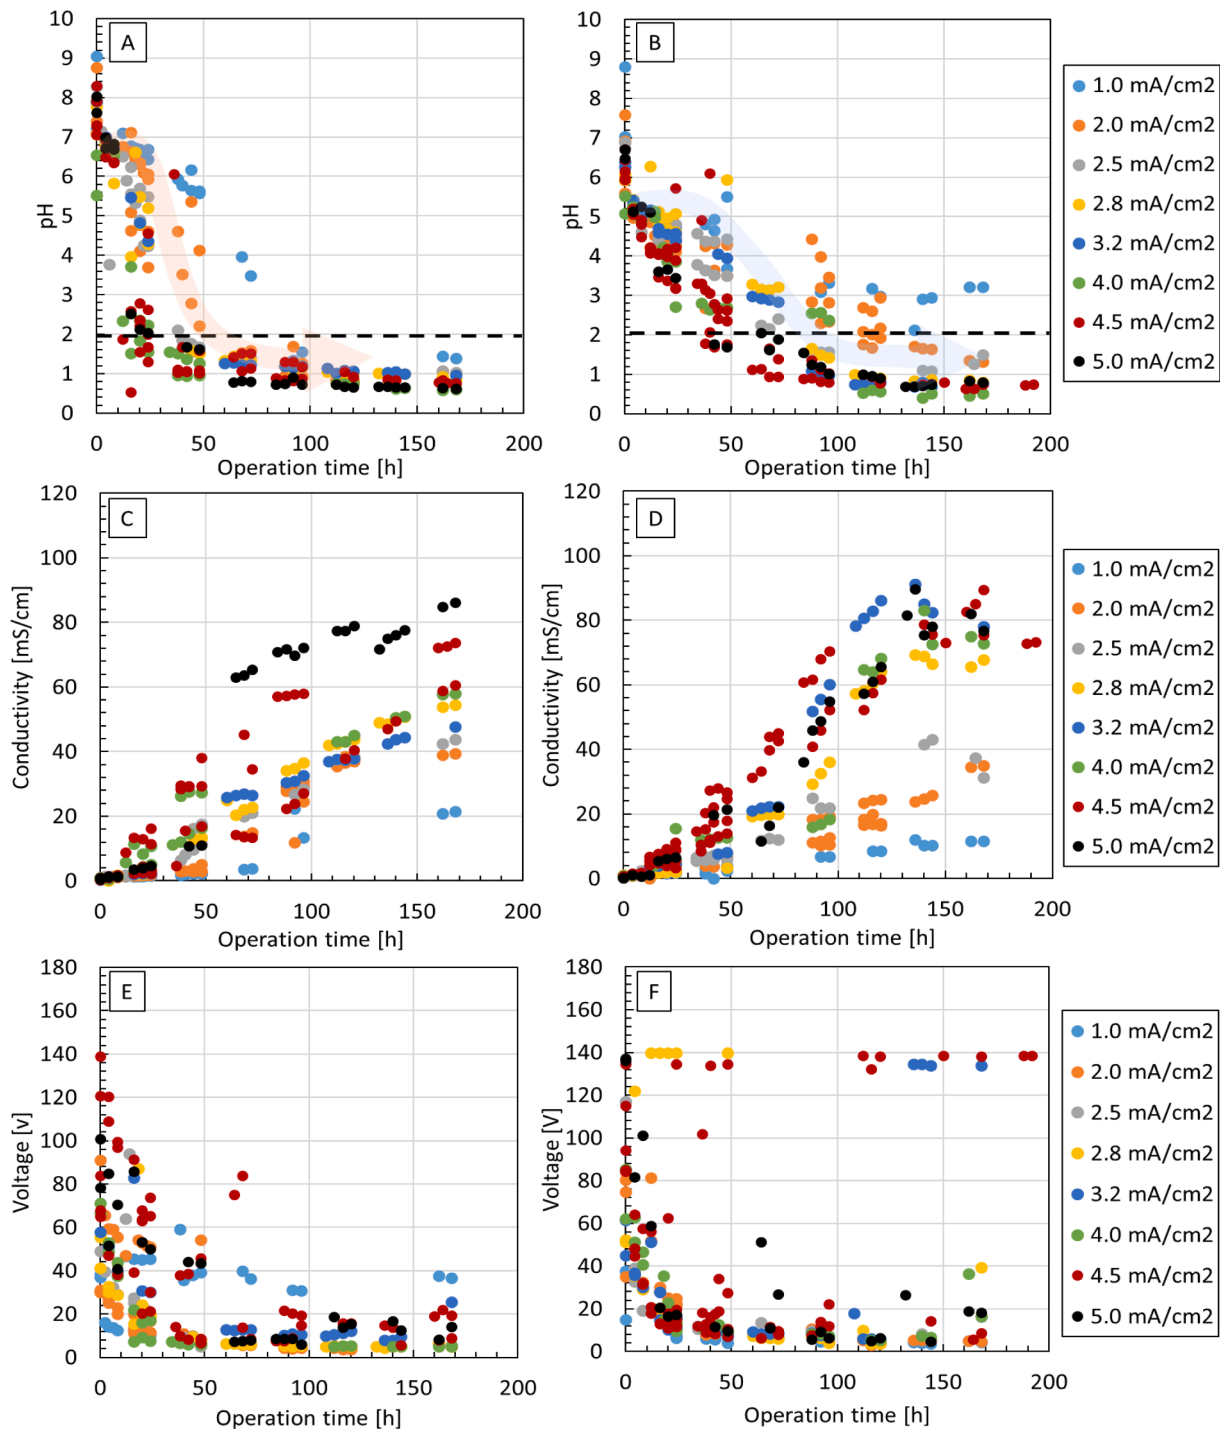 A
pH
10
9
8
7
6
5
4
3
2
1
0
0
50
100
150
200
Operation time [h]
B
pH
10
9
8
7
6
5
4
3
2
1
0
0
50
100
150
200
Operation time [h]
1.0 mA/cm2
2.0 mA/cm2
2.5 mA/cm2
2.8 mA/cm2
3.2 mA/cm2
4.0 mA/cm2
4.5 mA/cm2
5.0 mA/cm2
C
Conductivity [mS/cm]
120
100
80
60
40
20
0
0
50
100
150
200
Operation time [h]
D
Conductivity [mS/cm]
120
100
80
60
40
20
0
0
50
100
150
200
Operation time [h]
1.0 mA/cm2
2.0 mA/cm2
2.5 mA/cm2
2.8 mA/cm2
3.2 mA/cm2
4.0 mA/cm2
4.5 mA/cm2
5.0 mA/cm2
E
Voltage [v]
180
160
140
120
100
80
60
40
20
0
0
50
100
150
200
Operation time [h]
F
Voltage [V]
180
160
140
120
100
80
60
40
20
0
0
50
100
150
200
Operation time [h]
1.0 mA/cm2
2.0 mA/cm2
2.5 mA/cm2
2.8 mA/cm2
3.2 mA/cm2
4.0 mA/cm2
4.5 mA/cm2
5.0 mA/cm2